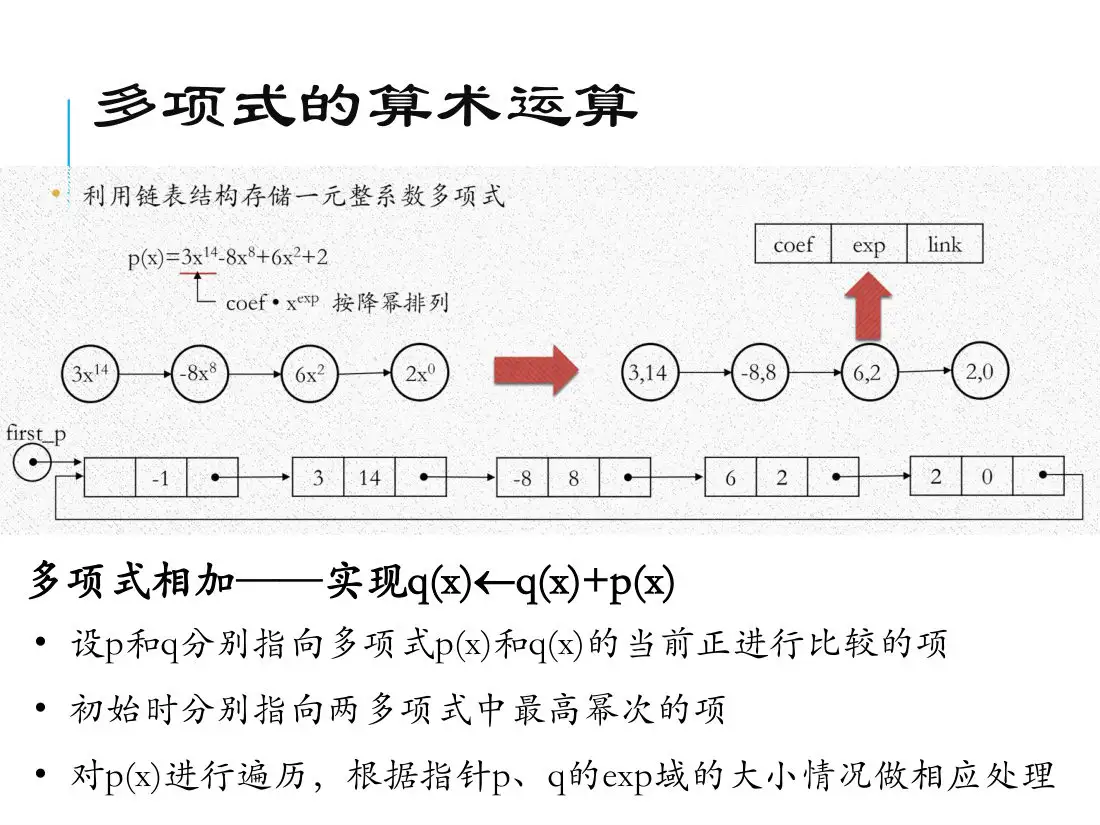 多项式的算术运算
• 利用链表结构存储一元整系数多项式
p(x)=3x¹⁴-8x⁸+6x²+2
coef exp link
coef • xᵉˣᵖ 按降幂排列
3x¹⁴ -8x⁸ 6x² 2x⁰ 3,14 -8,8 6,2 2,0
first_p
-1 3 14 -8 8 6 2 2 0
多项式相加——实现q(x)←q(x)+p(x)
• 设p和q分别指向多项式p(x)和q(x)的当前正进行比较的项
• 初始时分别指向两多项式中最高幂次的项
• 对p(x)进行遍历，根据指针p、q的exp域的大小情况做相应处理